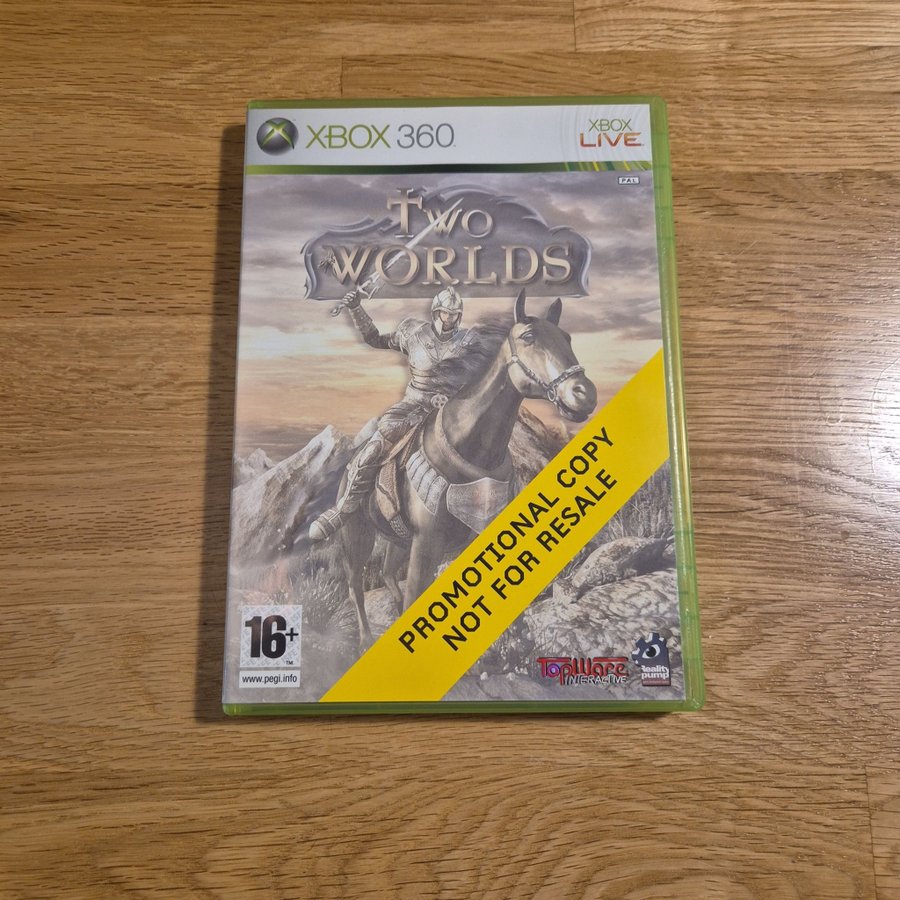 XBOX 360
XBOX
LIVE
PAL
Two
WORLDS
PROMOTIONAL COPY
NOT FOR RESALE
16+
TM
www.pegi.info
TopWare
INTERACTIVE
Reality
pump